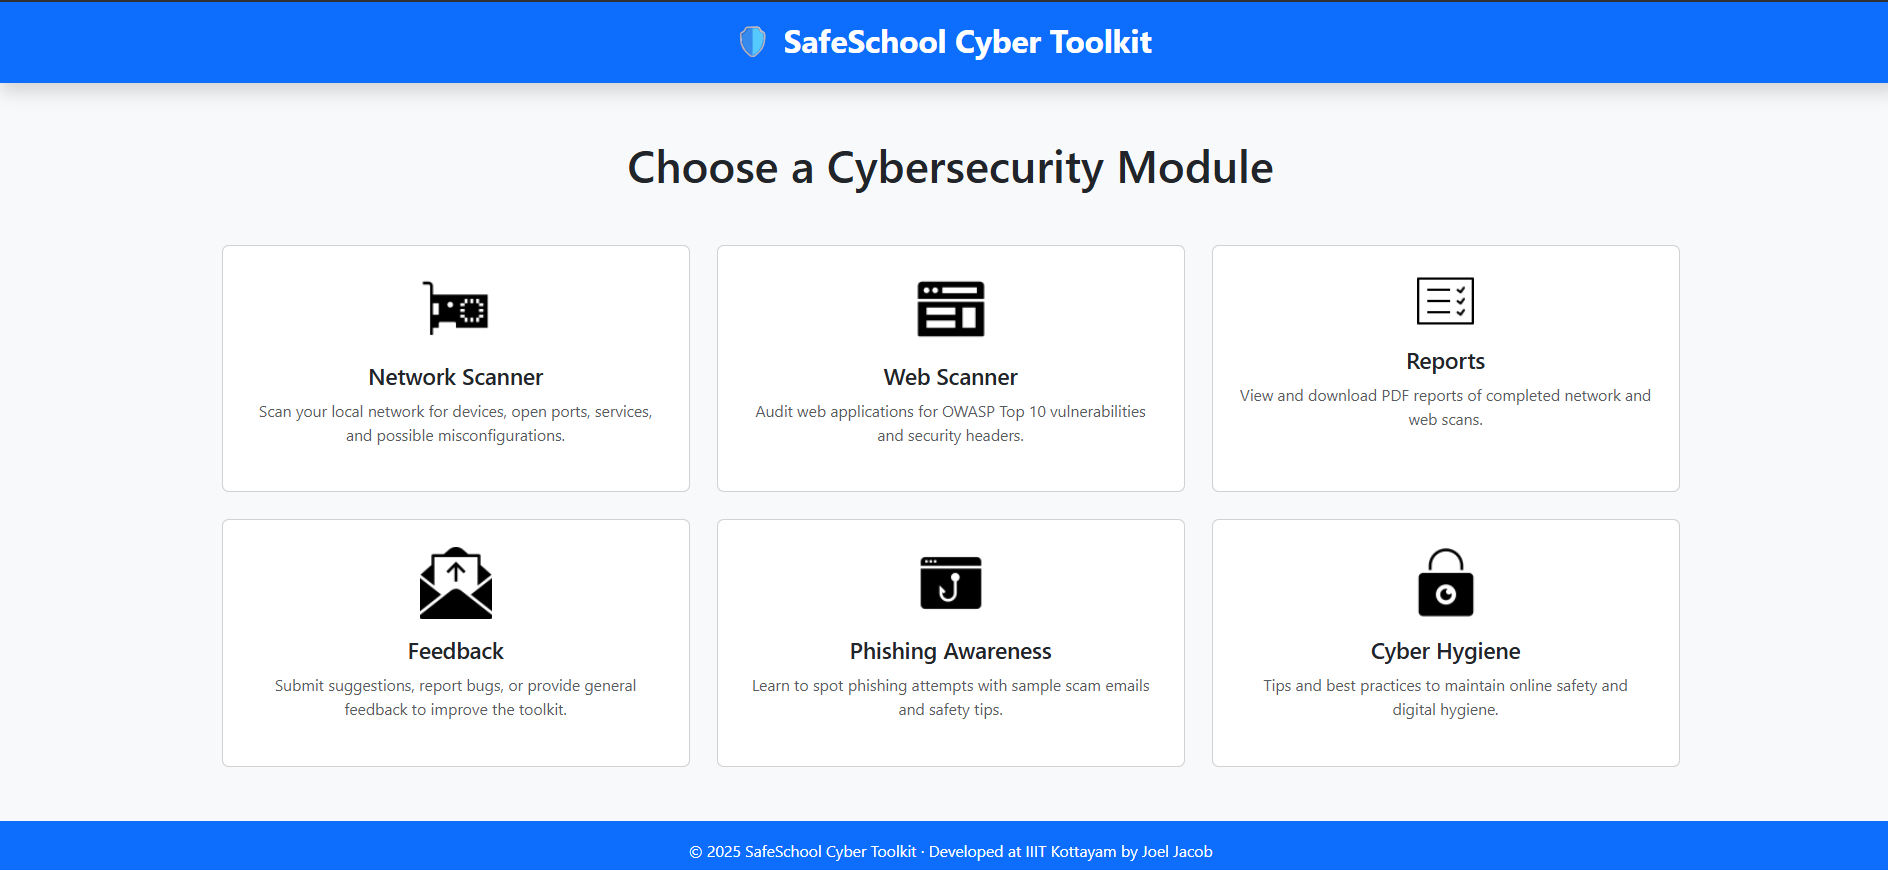 SafeSchool Cyber Toolkit
Choose a Cybersecurity Module
Network Scanner
Scan your local network for devices, open ports, services,
and possible misconfigurations.
Web Scanner
Audit web applications for OWASP Top 10 vulnerabilities
and security headers.
Reports
View and download PDF reports of completed network and
web scans.
Feedback
Submit suggestions, report bugs, or provide general
feedback to improve the toolkit.
Phishing Awareness
Learn to spot phishing attempts with sample scam emails
and safety tips.
Cyber Hygiene
Tips and best practices to maintain online safety and
digital hygiene.
© 2025 SafeSchool Cyber Toolkit · Developed at IIIT Kottayam by Joel Jacob